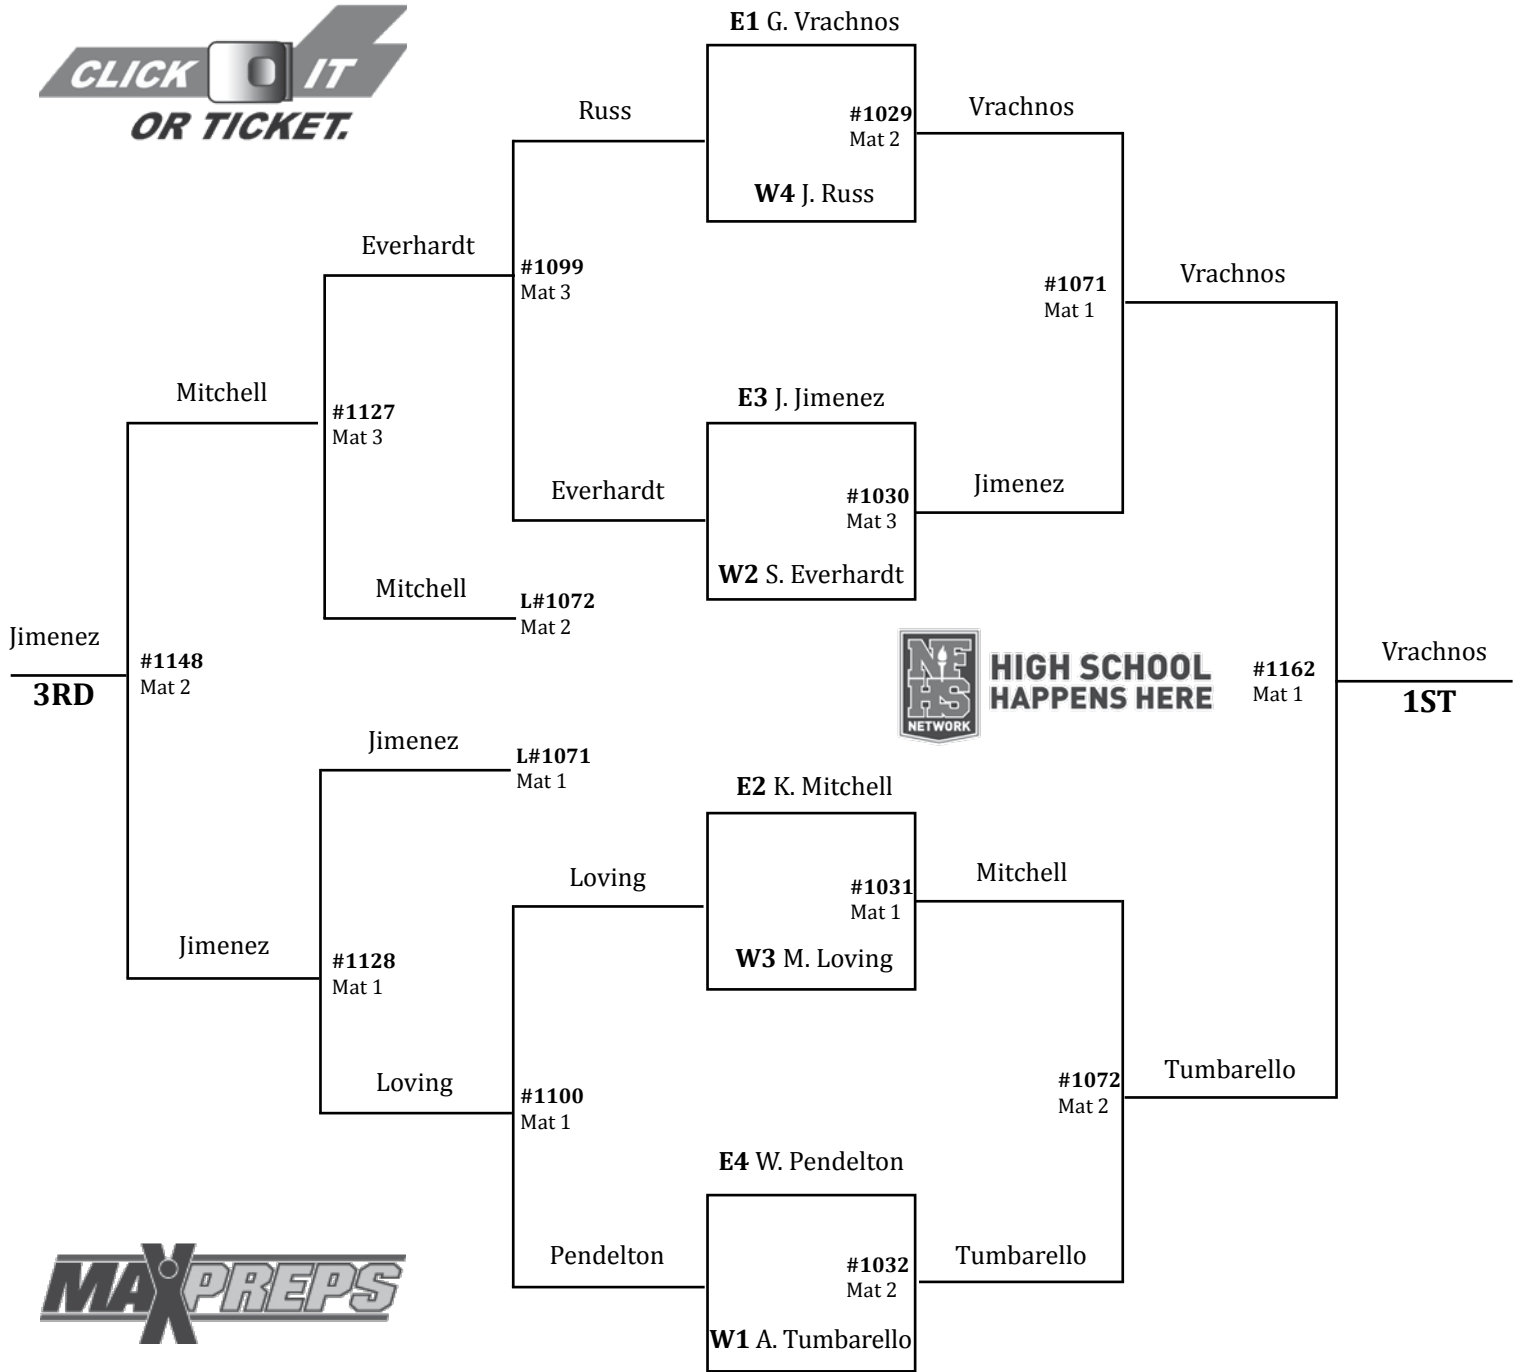 E1 G. Vrachnos
CLICK IT
OR TICKET.
Russ
#1029
Mat 2
Vrachnos
W4 J. Russ
Everhardt
#1099
Mat 3
#1071
Mat 1
Vrachnos
Mitchell
#1127
Mat 3
E3 J. Jimenez
Everhardt
#1030
Mat 3
Jimenez
W2 S. Everhardt
Mitchell
L#1072
Mat 2
Jimenez
3RD
#1148
Mat 2
NF
HS
NETWORK
HIGH SCHOOL
HAPPENS HERE
#1162
Mat 1
Vrachnos
1ST
Jimenez
L#1071
Mat 1
E2 K. Mitchell
Loving
#1031
Mat 1
Mitchell
W3 M. Loving
Jimenez
#1128
Mat 1
Loving
#1100
Mat 1
#1072
Mat 2
Tumbarello
E4 W. Pendelton
Pendelton
#1032
Mat 2
Tumbarello
W1 A. Tumbarello
MAXPREPS